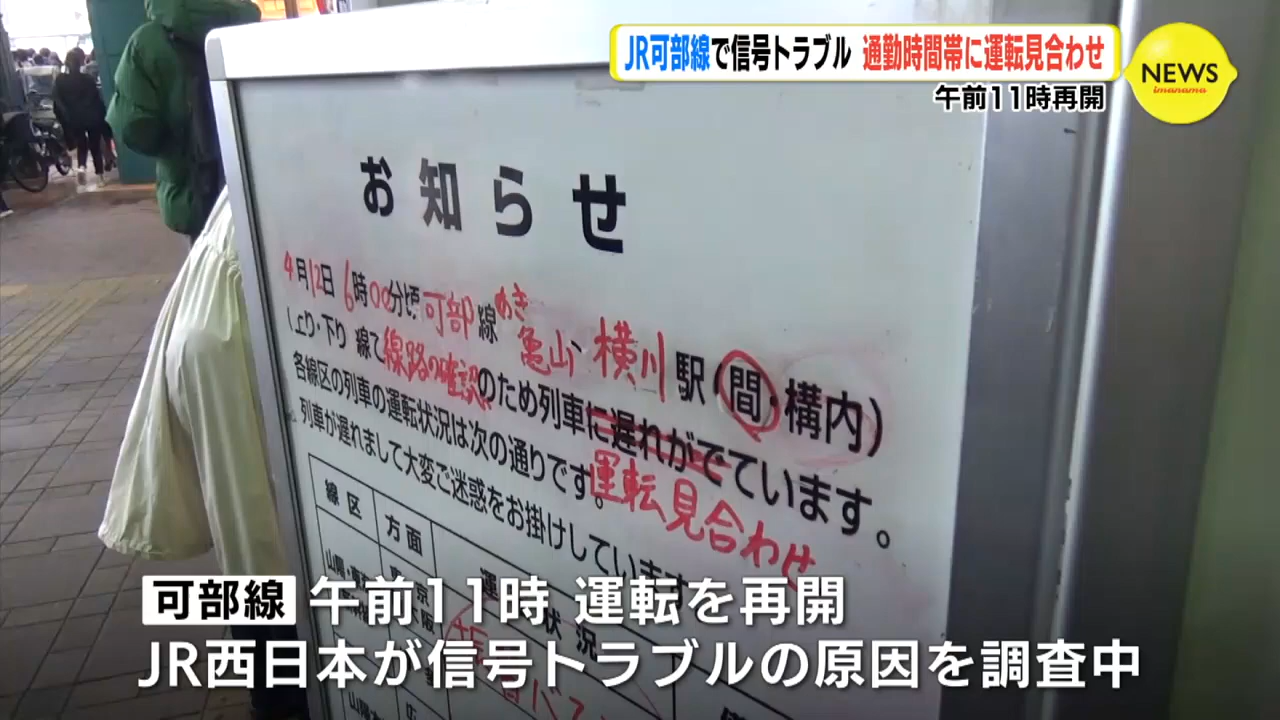 JR可部線で信号トラブル 通勤時間帯に運転見合わせ
午前11時再開
NEWS
imanama
お知らせ
4月12日 6時00分頃、可部線 あき亀山、横川 駅(間・構内)
(上り・下り 線で 線路の確認 のため列車に遅れがでています。
運転見合わせ
各線区の列車の運転状況は次の通りです。
列車が遅れまして大変ご迷惑をお掛けしています
線区 方面 運 状況
可部線 午前11時 運転を再開
JR西日本が信号トラブルの原因を調査中